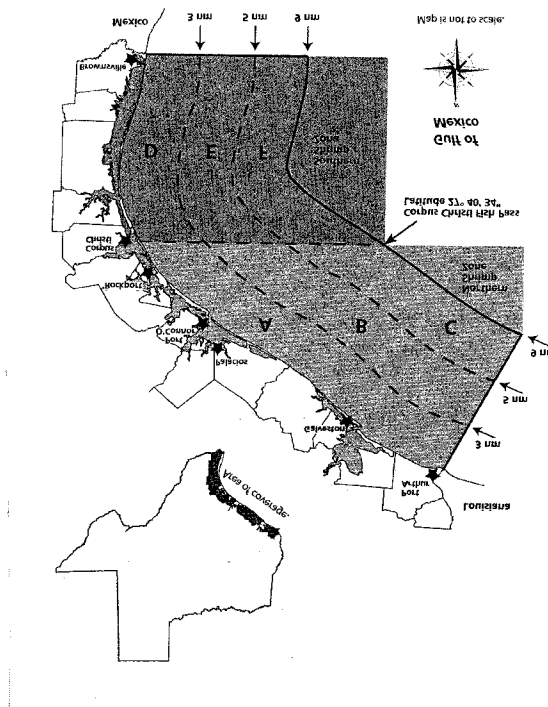 Louisiana
Port
Arthur
Area of coverage.
Galveston
3 nm
5 nm
9 nm
Palacios
Port
O'Connor
Rockport
Corpus
Christi
A
B
C
Northern
Shrimp
Zone
Corpus Christi Fish Pass
Latitude 27° 40' 34"
D
E
F
Southern
Shrimp
Zone
Gulf of
Mexico
Brownsville
Mexico
3 nm
5 nm
9 nm
Map is not to scale.